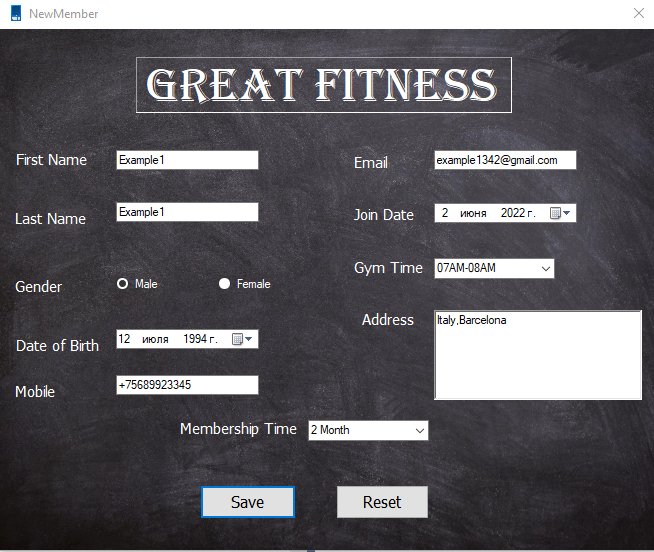 NewMember
GREAT FITNESS
First Name Example1
Email example1342@gmail.com
Last Name Example1
Join Date 2 июня 2022 г.
Gender Male Female
Gym Time 07AM-08AM
Date of Birth 12 июля 1994 г.
Address Italy,Barcelona
Mobile +75689923345
Membership Time 2 Month
Save Reset